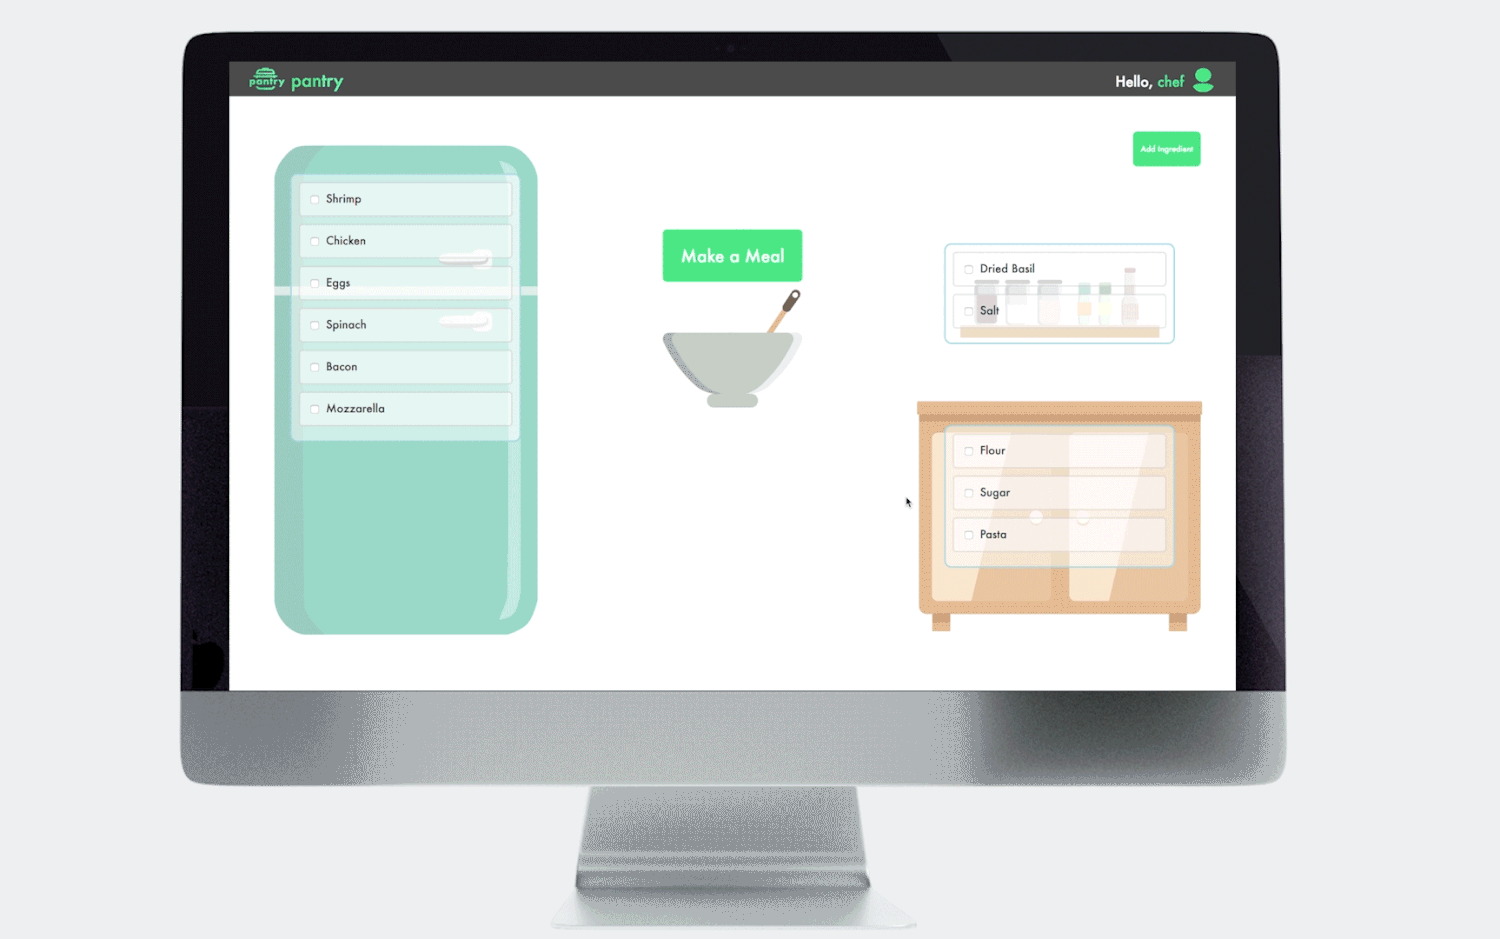 pantry pantry
Hello, chef
Add Ingredient
Shrimp
Chicken
Eggs
Spinach
Bacon
Mozzarella
Make a Meal
Dried Basil
Salt
Flour
Sugar
Pasta